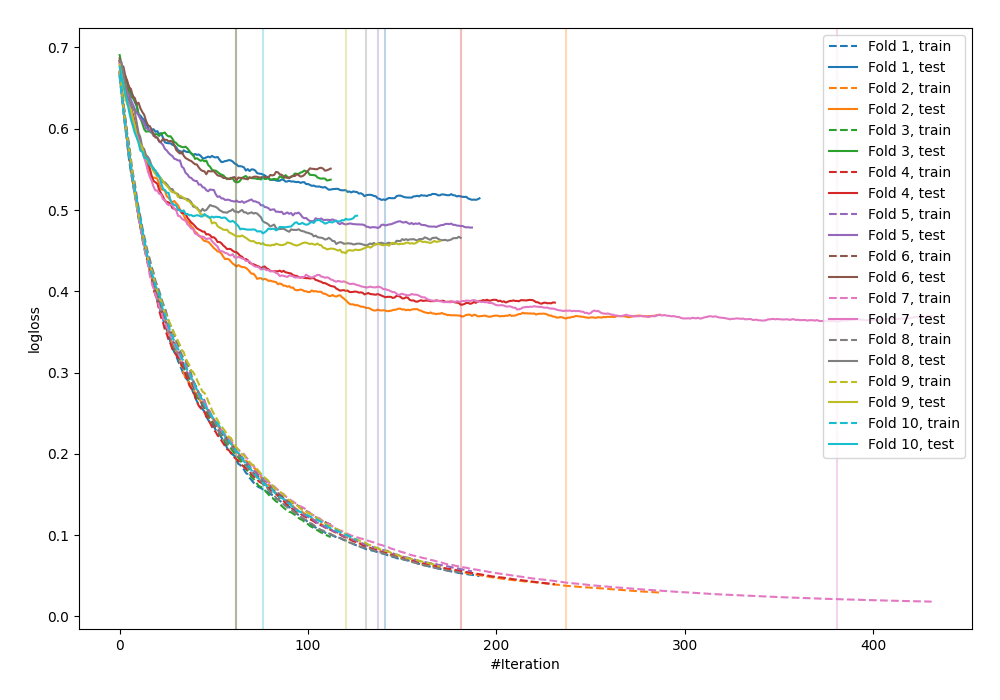 0.7
0.6
0.5
0.4
0.3
0.2
0.1
0.0
logloss
0
100
200
300
400
#Iteration
Fold 1, train
Fold 1, test
Fold 2, train
Fold 2, test
Fold 3, train
Fold 3, test
Fold 4, train
Fold 4, test
Fold 5, train
Fold 5, test
Fold 6, train
Fold 6, test
Fold 7, train
Fold 7, test
Fold 8, train
Fold 8, test
Fold 9, train
Fold 9, test
Fold 10, train
Fold 10, test